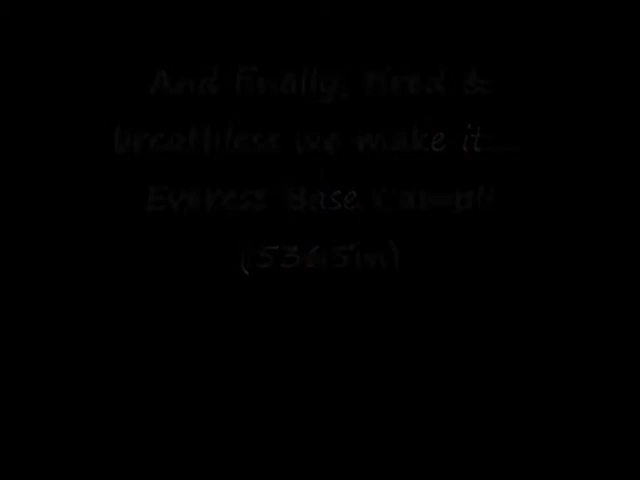 And finally, tired &
breathless we make it...
Everest Base Camp!!
(5365m)